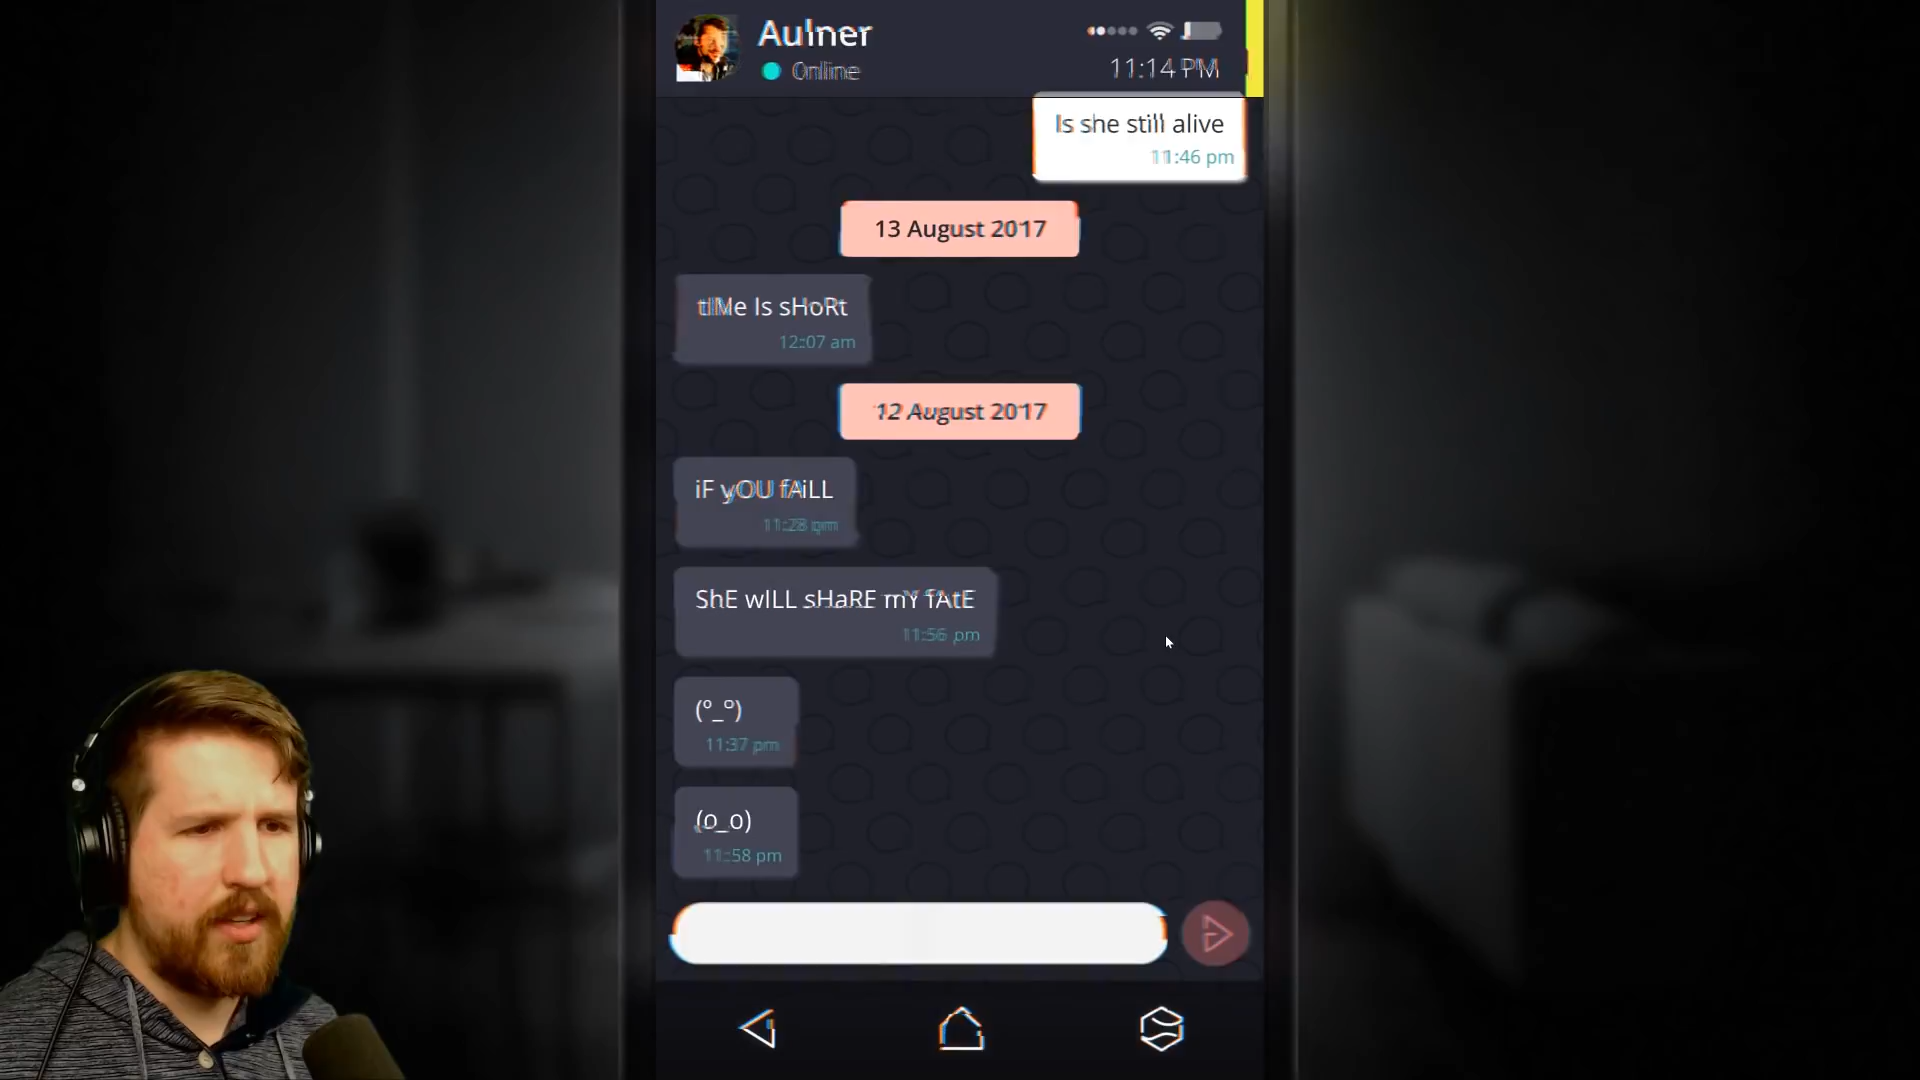 Aulner
Online
11:14 PM
Is she still alive
11:46 pm
13 August 2017
tIMe Is sHoRt
12:07 am
12 August 2017
iF yOU fAiLL
11:28 pm
ShE wILL sHaRE mY fAtE
11:56 pm
(º_º)
11:37 pm
(o_o)
11:58 pm